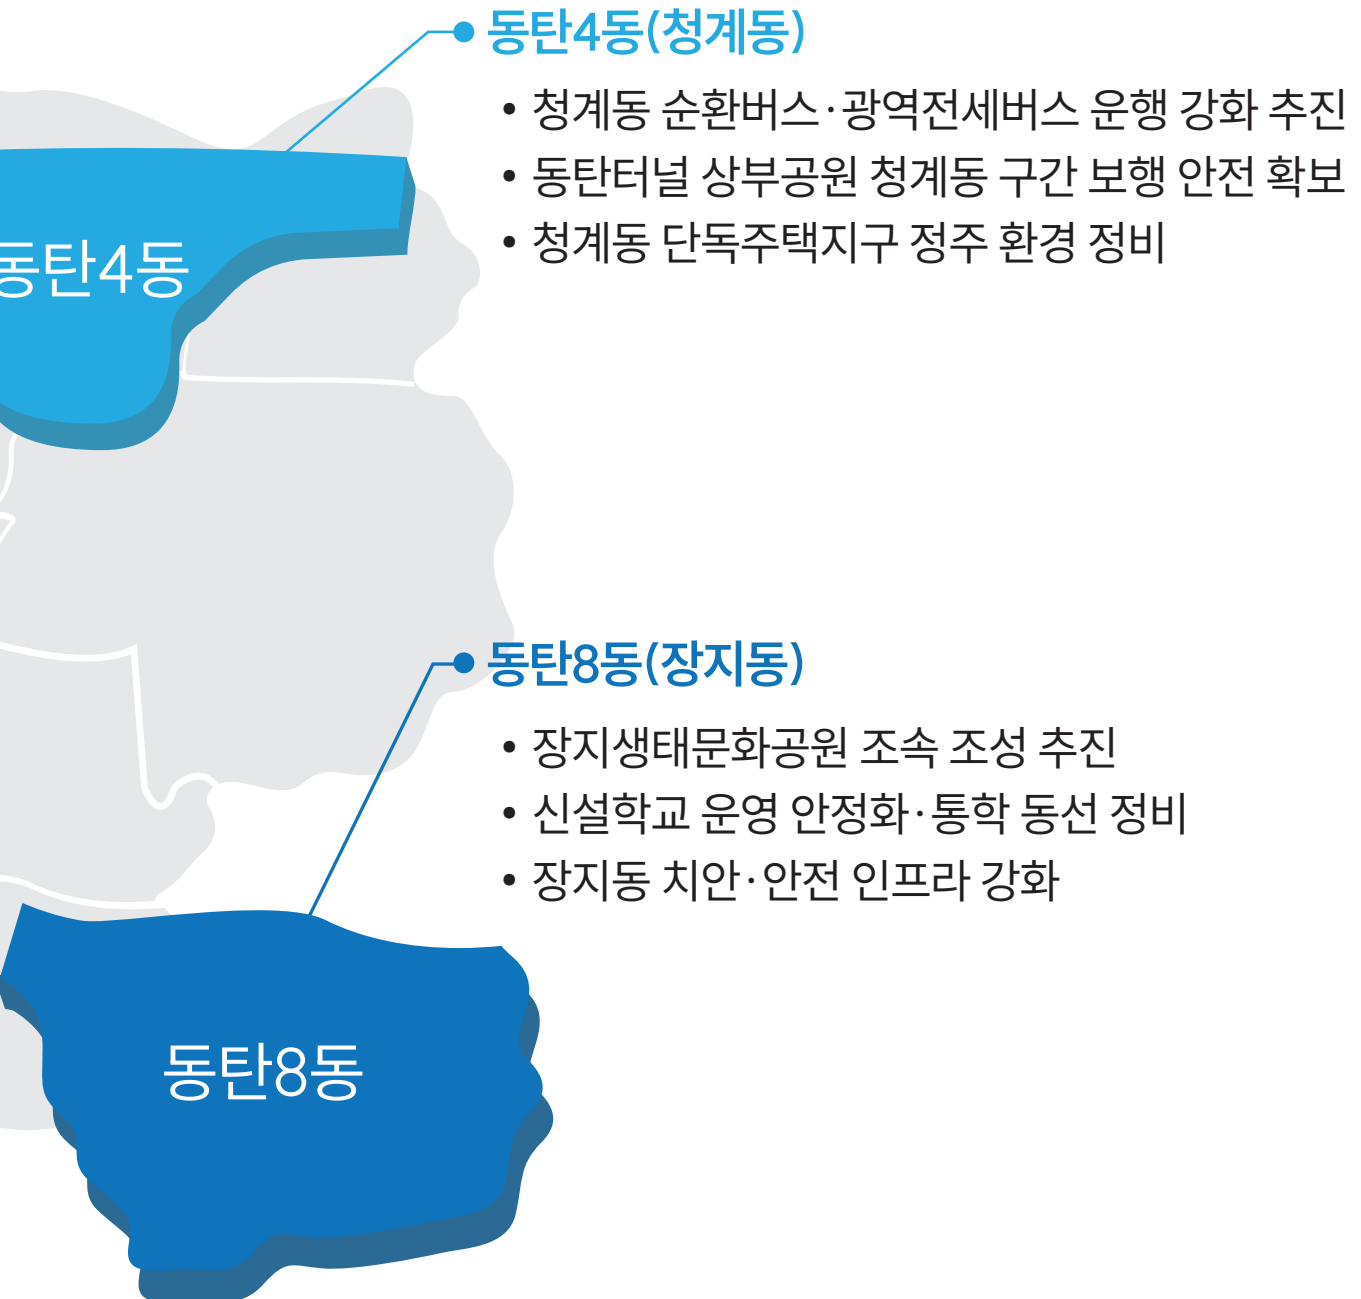 동탄4동(청계동)
• 청계동 순환버스·광역전세버스 운행 강화 추진
• 동탄터널 상부공원 청계동 구간 보행 안전 확보
• 청계동 단독주택지구 정주 환경 정비
동탄4동
동탄8동(장지동)
• 장지생태문화공원 조속 조성 추진
• 신설학교 운영 안정화·통학 동선 정비
• 장지동 치안·안전 인프라 강화
동탄8동